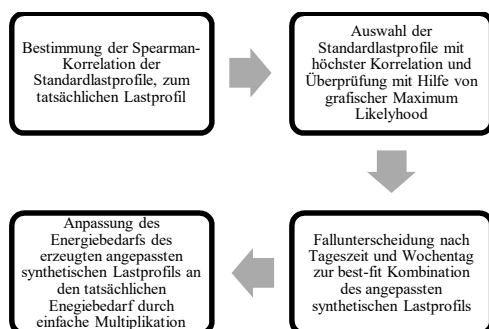 Bestimmung der Spearman-
Korrelation der
Standardlastprofile, zum
tatsächlichen Lastprofil
Auswahl der
Standardlastprofile mit
höchster Korrelation und
Überprüfung mit Hilfe von
grafischer Maximum
Likelyhood
Fallunterscheidung nach
Tageszeit und Wochentag
zur best-fit Kombination
des angepassten
synthetischen Lastprofils
Anpassung des
Energiebedarfs des
erzeugten angepassten
synthetischen Lastprofils an
den tatsächlichen
Enegiebedarf durch
einfache Multiplikation